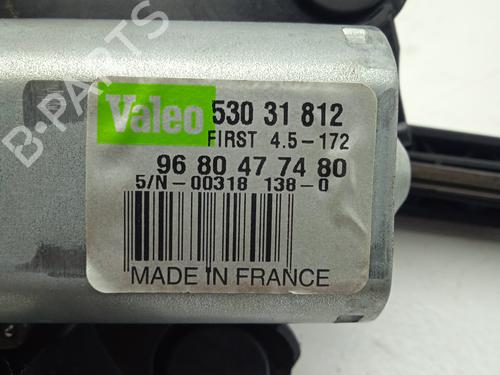 B-PARTS
Valeo 530 31 812
FIRST 4.5-172
96 80 47 74 80
S/N-00318 138-0
MADE IN FRANCE